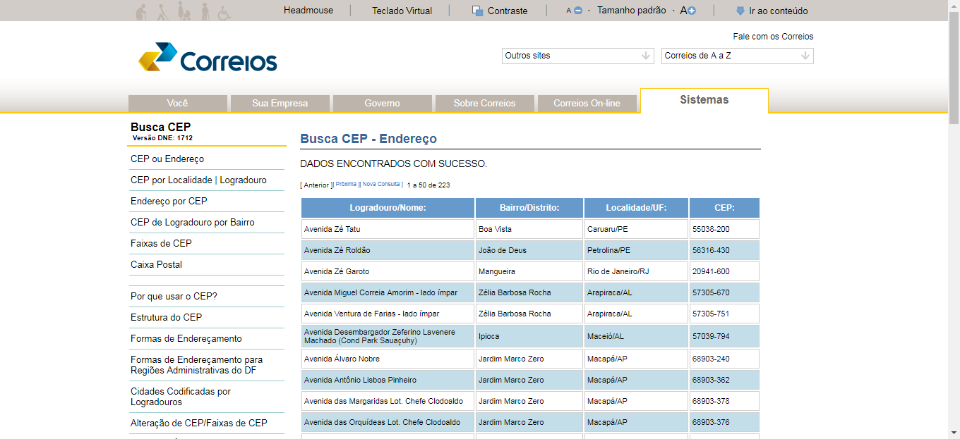 Headmouse | Teclado Virtual | Contraste | A - Tamanho padrão - A | Ir ao conteúdo
Fale com os Correios
Correios
Outros sites
Correios de A a Z
Você
Sua Empresa
Governo
Sobre Correios
Correios On-line
Sistemas
Busca CEP
Versão DNE: 1712
CEP ou Endereço
CEP por Localidade | Logradouro
Endereço por CEP
CEP de Logradouro por Bairro
Faixas de CEP
Caixa Postal
Por que usar o CEP?
Estrutura do CEP
Formas de Endereçamento
Formas de Endereçamento para
Regiões Administrativas do DF
Cidades Codificadas por
Logradouros
Alteração de CEP/Faixas de CEP
Busca CEP - Endereço
DADOS ENCONTRADOS COM SUCESSO.
[ Anterior ][ Próxima ][ Nova Consulta ] 1 a 50 de 223
Logradouro/Nome: Bairro/Distrito: Localidade/UF: CEP:
Avenida Zé Tatu Boa Vista Caruaru/PE 55038-200
Avenida Zé Roldão João de Deus Petrolina/PE 56316-430
Avenida Zé Garoto Mangueira Rio de Janeiro/RJ 20941-600
Avenida Miguel Correia Amorim - lado ímpar Zélia Barbosa Rocha Arapiraca/AL 57305-670
Avenida Ventura de Farias - lado ímpar Zélia Barbosa Rocha Arapiraca/AL 57305-751
Avenida Desembargador Zeferino Lavenere
Machado (Cond Park Sauaçuhy) Ipioca Maceió/AL 57039-794
Avenida Álvaro Nobre Jardim Marco Zero Macapá/AP 68903-240
Avenida Antônio Lisboa Pinheiro Jardim Marco Zero Macapá/AP 68903-362
Avenida das Margaridas Lot. Chefe Clodoaldo Jardim Marco Zero Macapá/AP 68903-378
Avenida das Orquídeas Lot. Chefe Clodoaldo Jardim Marco Zero Macapá/AP 68903-376